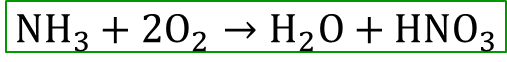 NH₃ + 2O₂ → H₂O + HNO₃